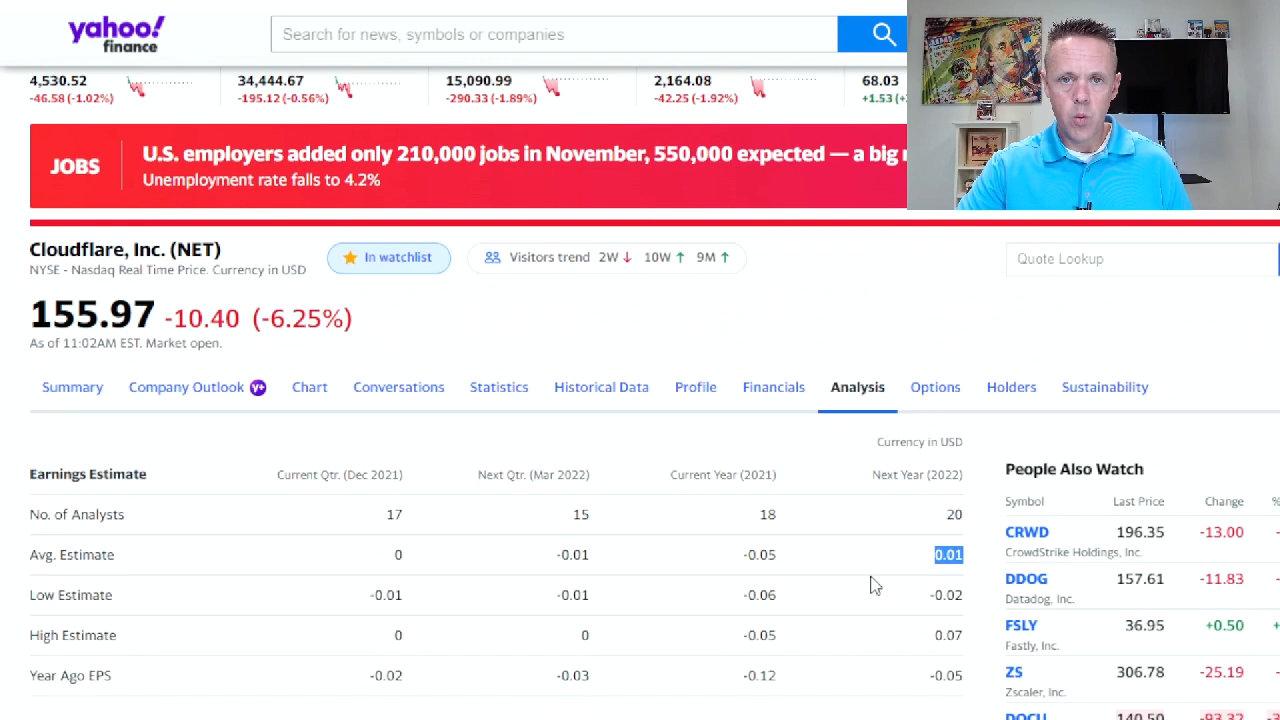 yahoo!
finance
Search for news, symbols or companies
4,530.52 34,444.67 15,090.99 2,164.08 68.03
-46.58 (-1.02%) -195.12 (-0.56%) -290.33 (-1.89%) -42.25 (-1.92%) +1.53 (+
JOBS
U.S. employers added only 210,000 jobs in November, 550,000 expected — a big
Unemployment rate falls to 4.2%
Cloudflare, Inc. (NET)
NYSE - Nasdaq Real Time Price. Currency in USD
In watchlist
Visitors trend 2W ↓ 10W ↑ 9M ↑
Quote Lookup
155.97 -10.40 (-6.25%)
As of 11:02AM EST. Market open.
Summary Company Outlook Y+ Chart Conversations Statistics Historical Data Profile Financials Analysis Options Holders Sustainability
Currency in USD
Earnings Estimate Current Qtr. (Dec 2021) Next Qtr. (Mar 2022) Current Year (2021) Next Year (2022)
No. of Analysts 17 15 18 20
Avg. Estimate 0 -0.01 -0.05 0.01
Low Estimate -0.01 -0.01 -0.06 -0.02
High Estimate 0 0 -0.05 0.07
Year Ago EPS -0.02 -0.03 -0.12 -0.05
People Also Watch
Symbol Last Price Change %
CRWD 196.35 -13.00 -
CrowdStrike Holdings, Inc.
DDOG 157.61 -11.83 -
Datadog, Inc.
FSLY 36.95 +0.50 +
Fastly, Inc.
ZS 306.78 -25.19 -
Zscaler, Inc.
DOCU 140.50 -93.32